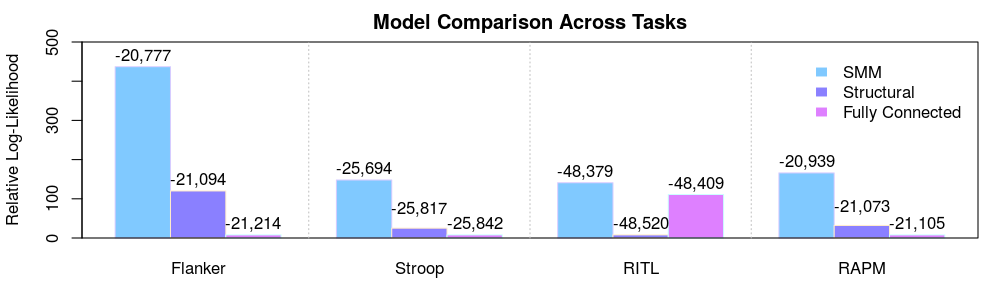 Model Comparison Across Tasks
Relative Log-Likelihood
500
300
100
0
-20,777
-21,094
-21,214
-25,694
-25,817
-25,842
-48,379
-48,520
-48,409
-20,939
-21,073
-21,105
SMM
Structural
Fully Connected
Flanker
Stroop
RITL
RAPM